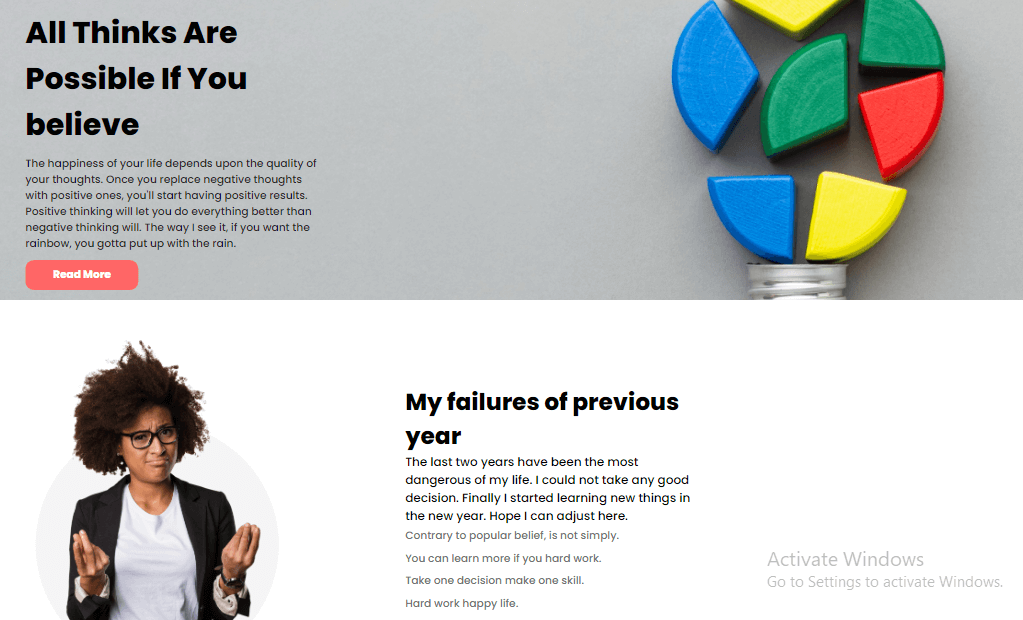 All Thinks Are
Possible If You
believe
The happiness of your life depends upon the quality of
your thoughts. Once you replace negative thoughts
with positive ones, you'll start having positive results.
Positive thinking will let you do everything better than
negative thinking will. The way I see it, if you want the
rainbow, you gotta put up with the rain.
Read More
My failures of previous
year
The last two years have been the most
dangerous of my life. I could not take any good
decision. Finally I started learning new things in
the new year. Hope I can adjust here.
Contrary to popular belief, is not simply.
You can learn more if you hard work.
Take one decision make one skill.
Hard work happy life.
Activate Windows
Go to Settings to activate Windows.